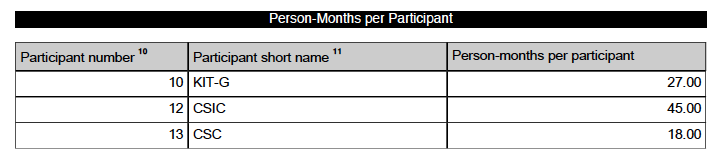 Person-Months per Participant
Participant number 10 Participant short name 11 Person-months per participant
10 KIT-G 27.00
12 CSIC 45.00
13 CSC 18.00